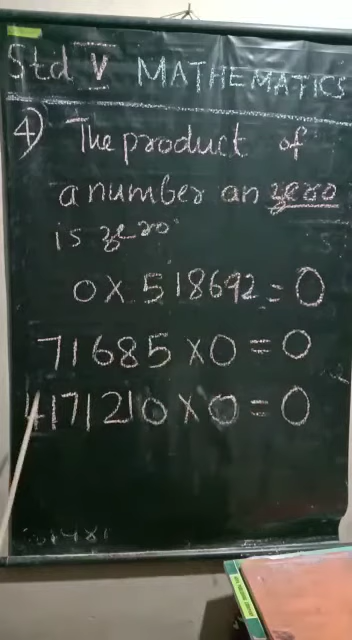 Std V MATHEMATICS
4) The product of
a number an zero
is zero
0 × 518692 = 0
71685 × 0 = 0
4171210 × 0 = 0